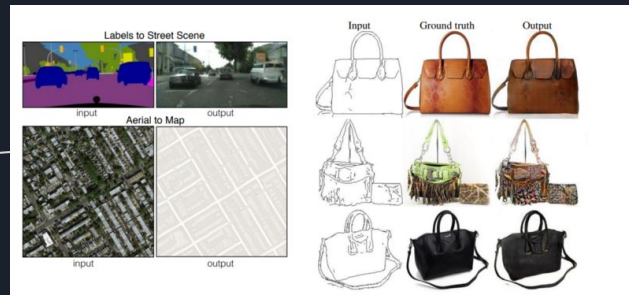 Labels to Street Scene
input output
Aerial to Map
input output
Input Ground truth Output